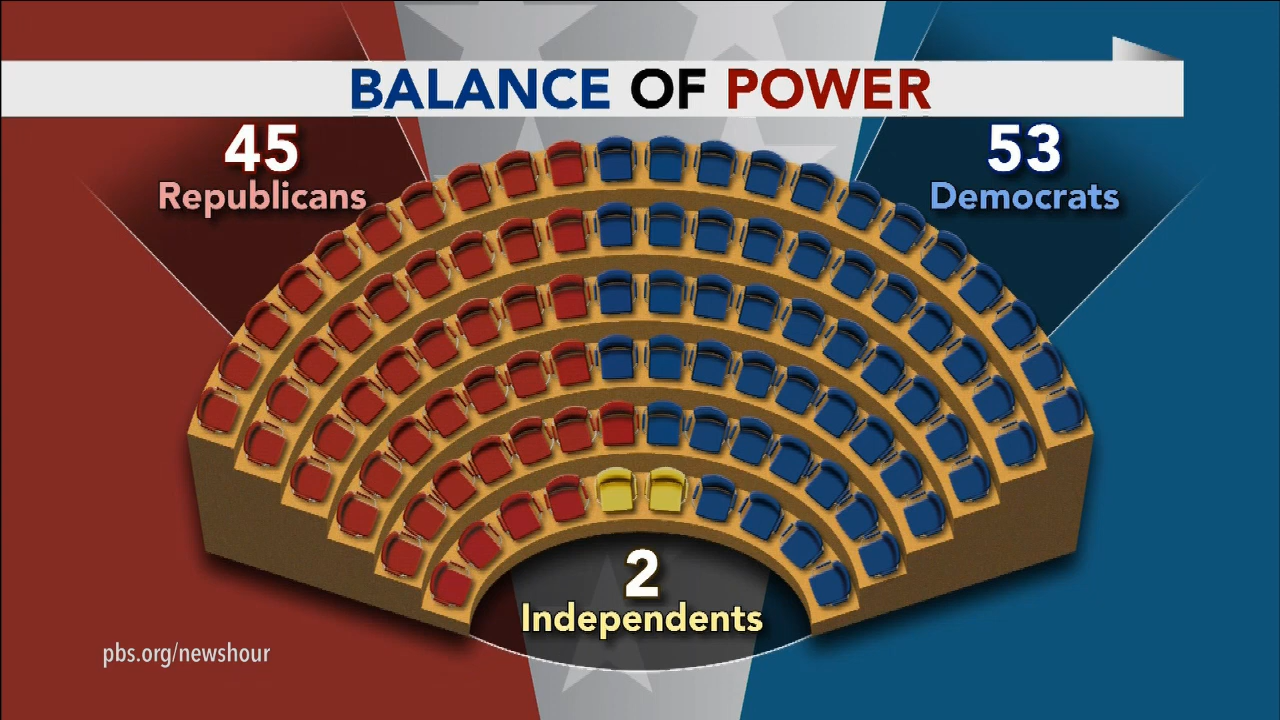 BALANCE OF POWER
45
Republicans
53
Democrats
2
Independents
pbs.org/newshour